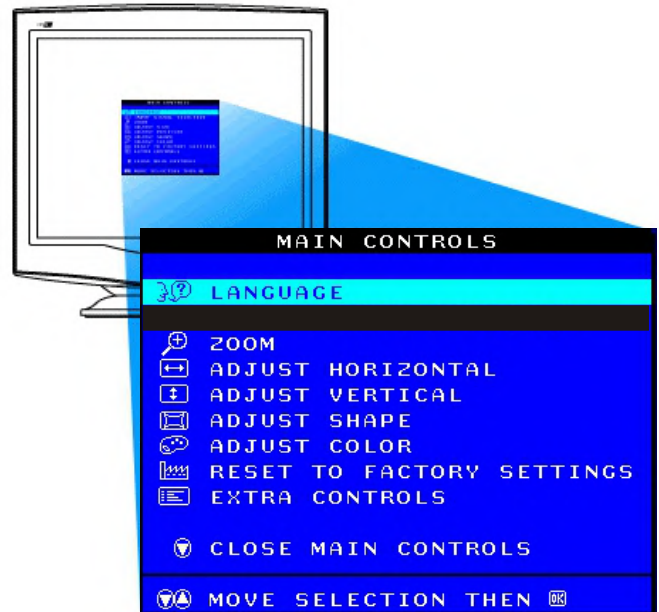 MAIN CONTROLS
LANGUAGE
ZOOM
ADJUST HORIZONTAL
ADJUST VERTICAL
ADJUST SHAPE
ADJUST COLOR
RESET TO FACTORY SETTINGS
EXTRA CONTROLS
CLOSE MAIN CONTROLS
MOVE SELECTION THEN OK